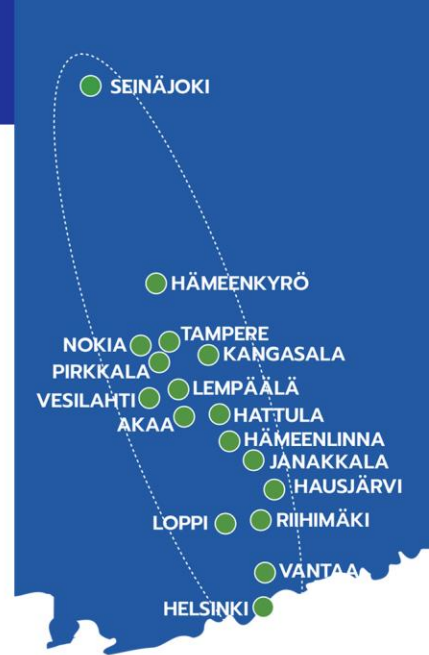 SEINÄJOKI
HÄMEENKYRÖ
TAMPERE
NOKIA
KANGASALA
PIRKKALA
LEMPÄÄLÄ
VESILAHTI
HATTULA
AKAA
HÄMEENLINNA
JANAKKALA
HAUSJÄRVI
LOPPI
RIIHIMÄKI
VANTAA
HELSINKI